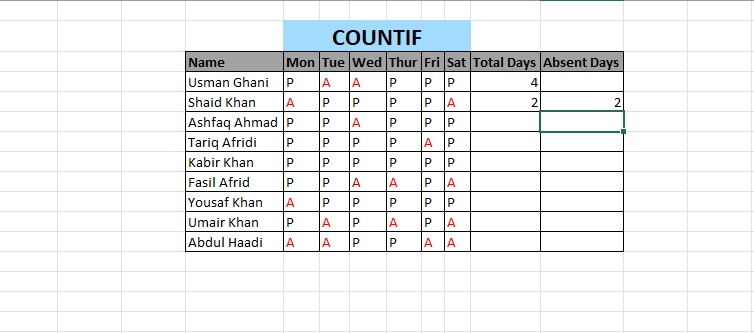 COUNTIF
Name Mon Tue Wed Thur Fri Sat Total Days Absent Days
Usman Ghani P A A P P P 4
Shaid Khan A P P P P A 2 2
Ashfaq Ahmad P P A P P P
Tariq Afridi P P P P A P
Kabir Khan P P P P P P
Fasil Afrid P P A A P A
Yousaf Khan A P P P P P
Umair Khan P A P A P A
Abdul Haadi A A P P A A